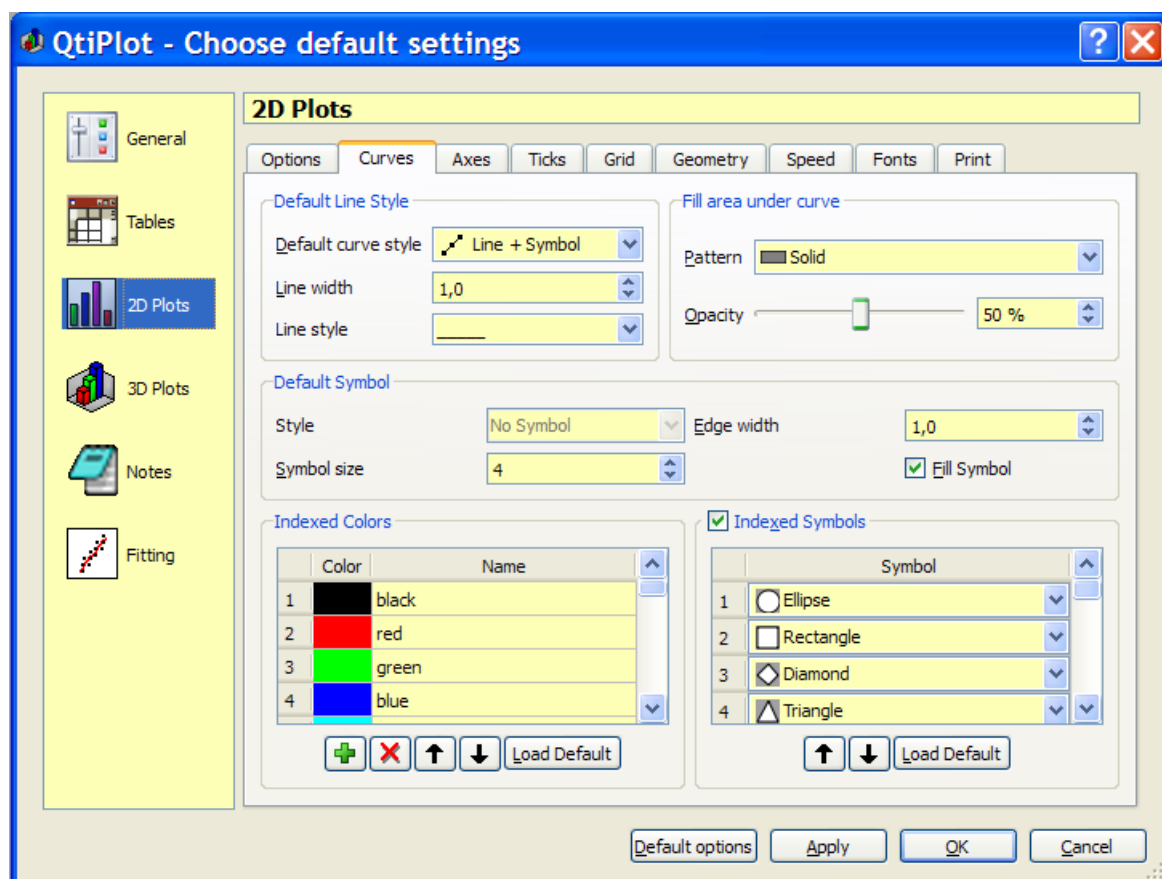 QtiPlot - Choose default settings
General
Tables
2D Plots
3D Plots
Notes
Fitting
2D Plots
Options Curves Axes Ticks Grid Geometry Speed Fonts Print
Default Line Style
Default curve style Line + Symbol
Line width 1,0
Line style
Fill area under curve
Pattern Solid
Opacity 50 %
Default Symbol
Style No Symbol Edge width 1,0
Symbol size 4 Fill Symbol
Indexed Colors
Color Name
1 black
2 red
3 green
4 blue
Load Default
Indexed Symbols
Symbol
1 Ellipse
2 Rectangle
3 Diamond
4 Triangle
Load Default
Default options Apply OK Cancel